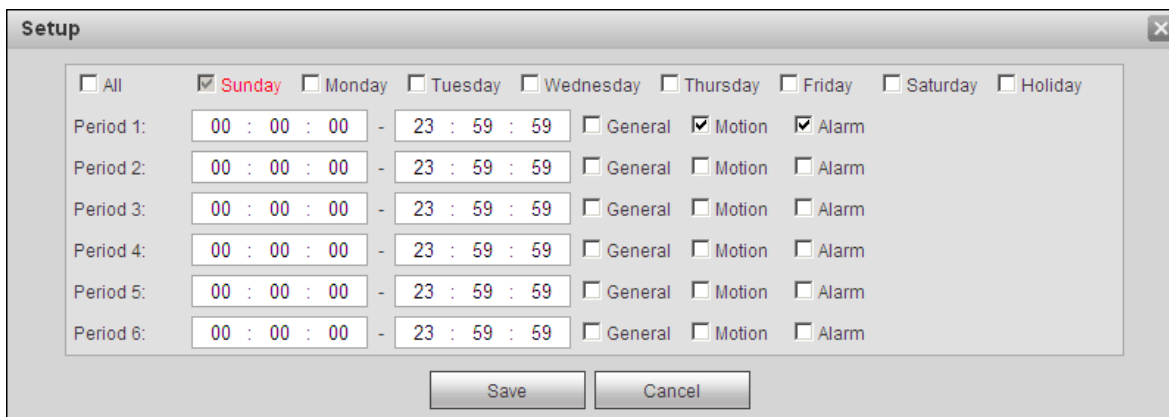 Setup
All Sunday Monday Tuesday Wednesday Thursday Friday Saturday Holiday
Period 1: 00 : 00 : 00 - 23 : 59 : 59 General Motion Alarm
Period 2: 00 : 00 : 00 - 23 : 59 : 59 General Motion Alarm
Period 3: 00 : 00 : 00 - 23 : 59 : 59 General Motion Alarm
Period 4: 00 : 00 : 00 - 23 : 59 : 59 General Motion Alarm
Period 5: 00 : 00 : 00 - 23 : 59 : 59 General Motion Alarm
Period 6: 00 : 00 : 00 - 23 : 59 : 59 General Motion Alarm
Save Cancel